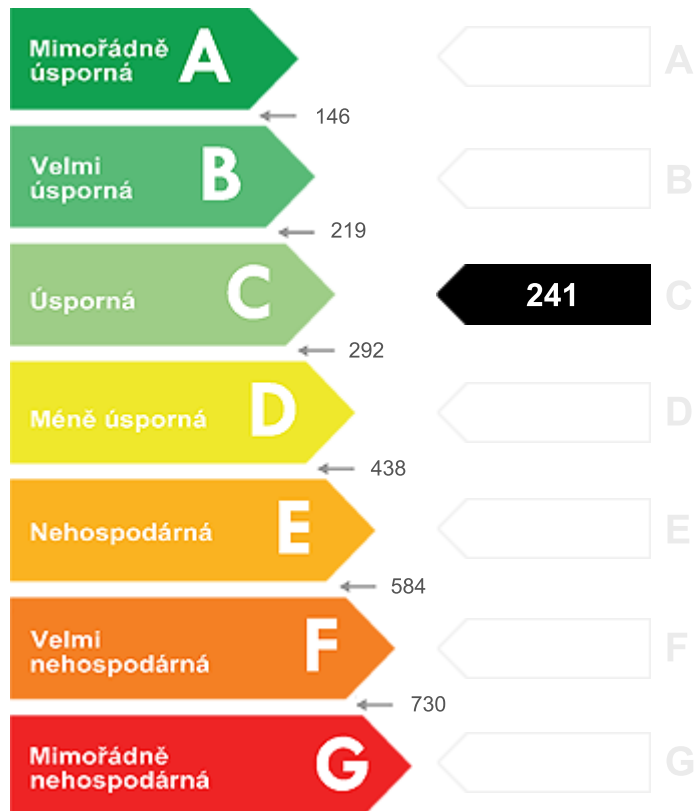 Mimořádně
úsporná
A
A
146
Velmi
úsporná
B
B
219
Úsporná
C
241
C
292
Méně úsporná
D
D
438
Nehospodárná
E
E
584
Velmi
nehospodárná
F
F
730
Mimořádně
nehospodárná
G
G